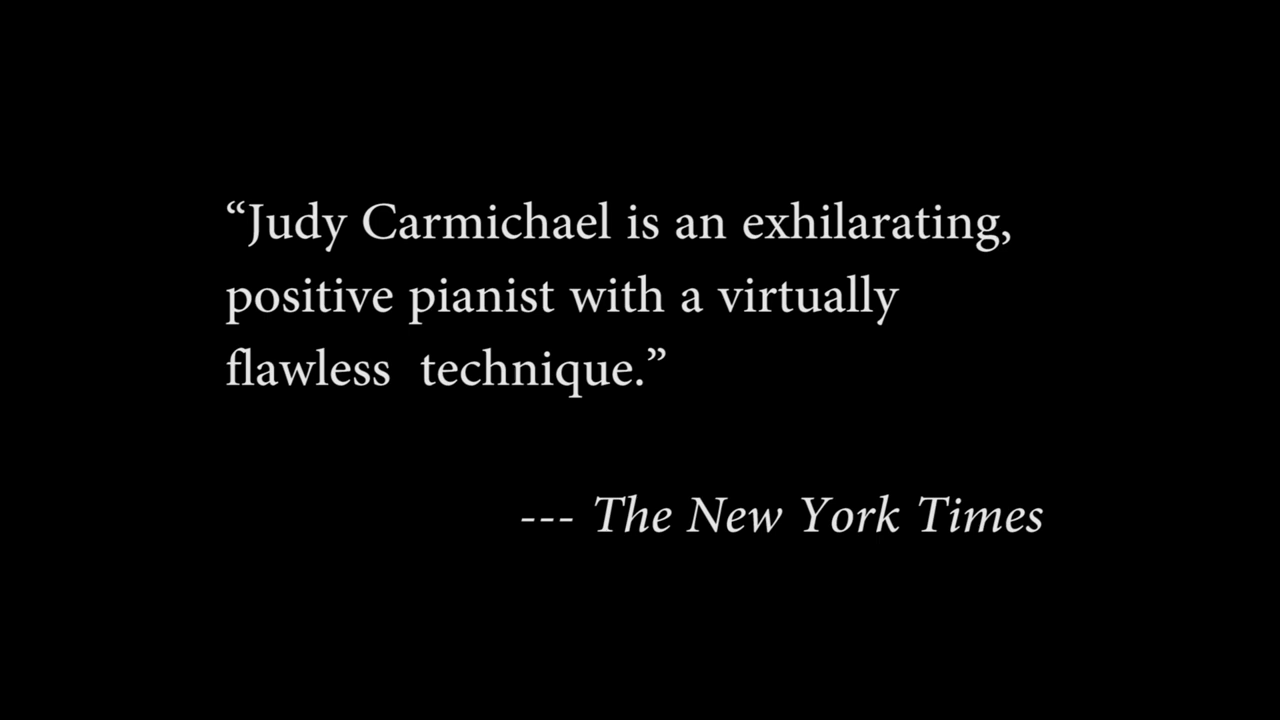 “Judy Carmichael is an exhilarating,
positive pianist with a virtually
flawless  technique.”
--- The New York Times